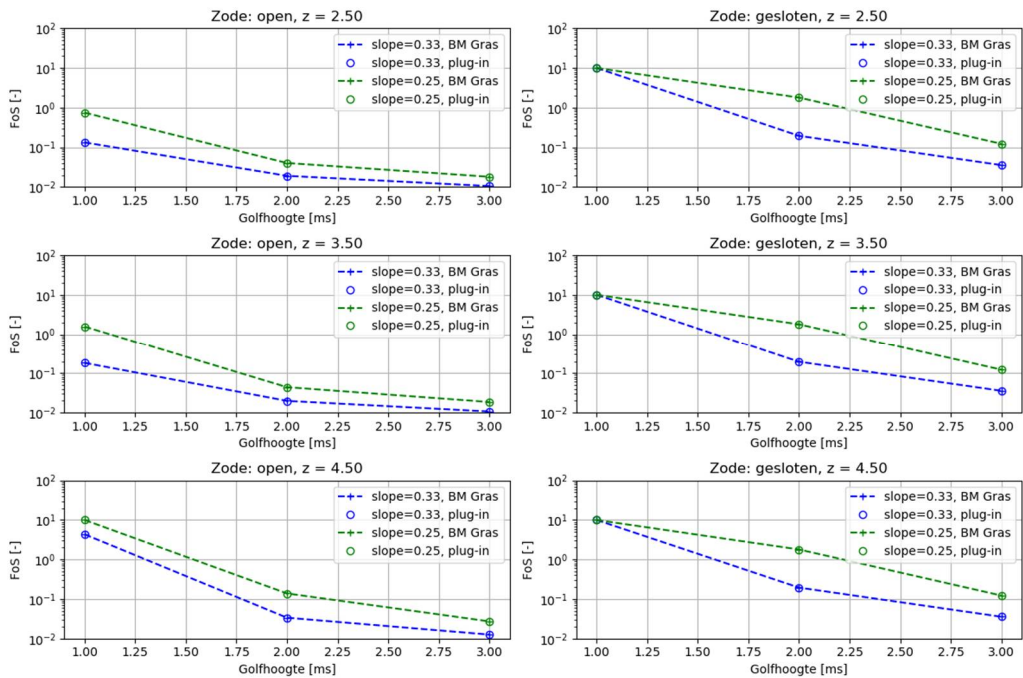 Zode: open, z = 2.50
FoS [-]
10²
10¹
10⁰
10⁻¹
10⁻²
slope=0.33, BM Gras
slope=0.33, plug-in
slope=0.25, BM Gras
slope=0.25, plug-in
1.00 1.25 1.50 1.75 2.00 2.25 2.50 2.75 3.00
Golfhoogte [ms]
Zode: gesloten, z = 2.50
FoS [-]
10²
10¹
10⁰
10⁻¹
10⁻²
slope=0.33, BM Gras
slope=0.33, plug-in
slope=0.25, BM Gras
slope=0.25, plug-in
1.00 1.25 1.50 1.75 2.00 2.25 2.50 2.75 3.00
Golfhoogte [ms]
Zode: open, z = 3.50
FoS [-]
10²
10¹
10⁰
10⁻¹
10⁻²
slope=0.33, BM Gras
slope=0.33, plug-in
slope=0.25, BM Gras
slope=0.25, plug-in
1.00 1.25 1.50 1.75 2.00 2.25 2.50 2.75 3.00
Golfhoogte [ms]
Zode: gesloten, z = 3.50
FoS [-]
10²
10¹
10⁰
10⁻¹
10⁻²
slope=0.33, BM Gras
slope=0.33, plug-in
slope=0.25, BM Gras
slope=0.25, plug-in
1.00 1.25 1.50 1.75 2.00 2.25 2.50 2.75 3.00
Golfhoogte [ms]
Zode: open, z = 4.50
FoS [-]
10²
10¹
10⁰
10⁻¹
10⁻²
slope=0.33, BM Gras
slope=0.33, plug-in
slope=0.25, BM Gras
slope=0.25, plug-in
1.00 1.25 1.50 1.75 2.00 2.25 2.50 2.75 3.00
Golfhoogte [ms]
Zode: gesloten, z = 4.50
FoS [-]
10²
10¹
10⁰
10⁻¹
10⁻²
slope=0.33, BM Gras
slope=0.33, plug-in
slope=0.25, BM Gras
slope=0.25, plug-in
1.00 1.25 1.50 1.75 2.00 2.25 2.50 2.75 3.00
Golfhoogte [ms]